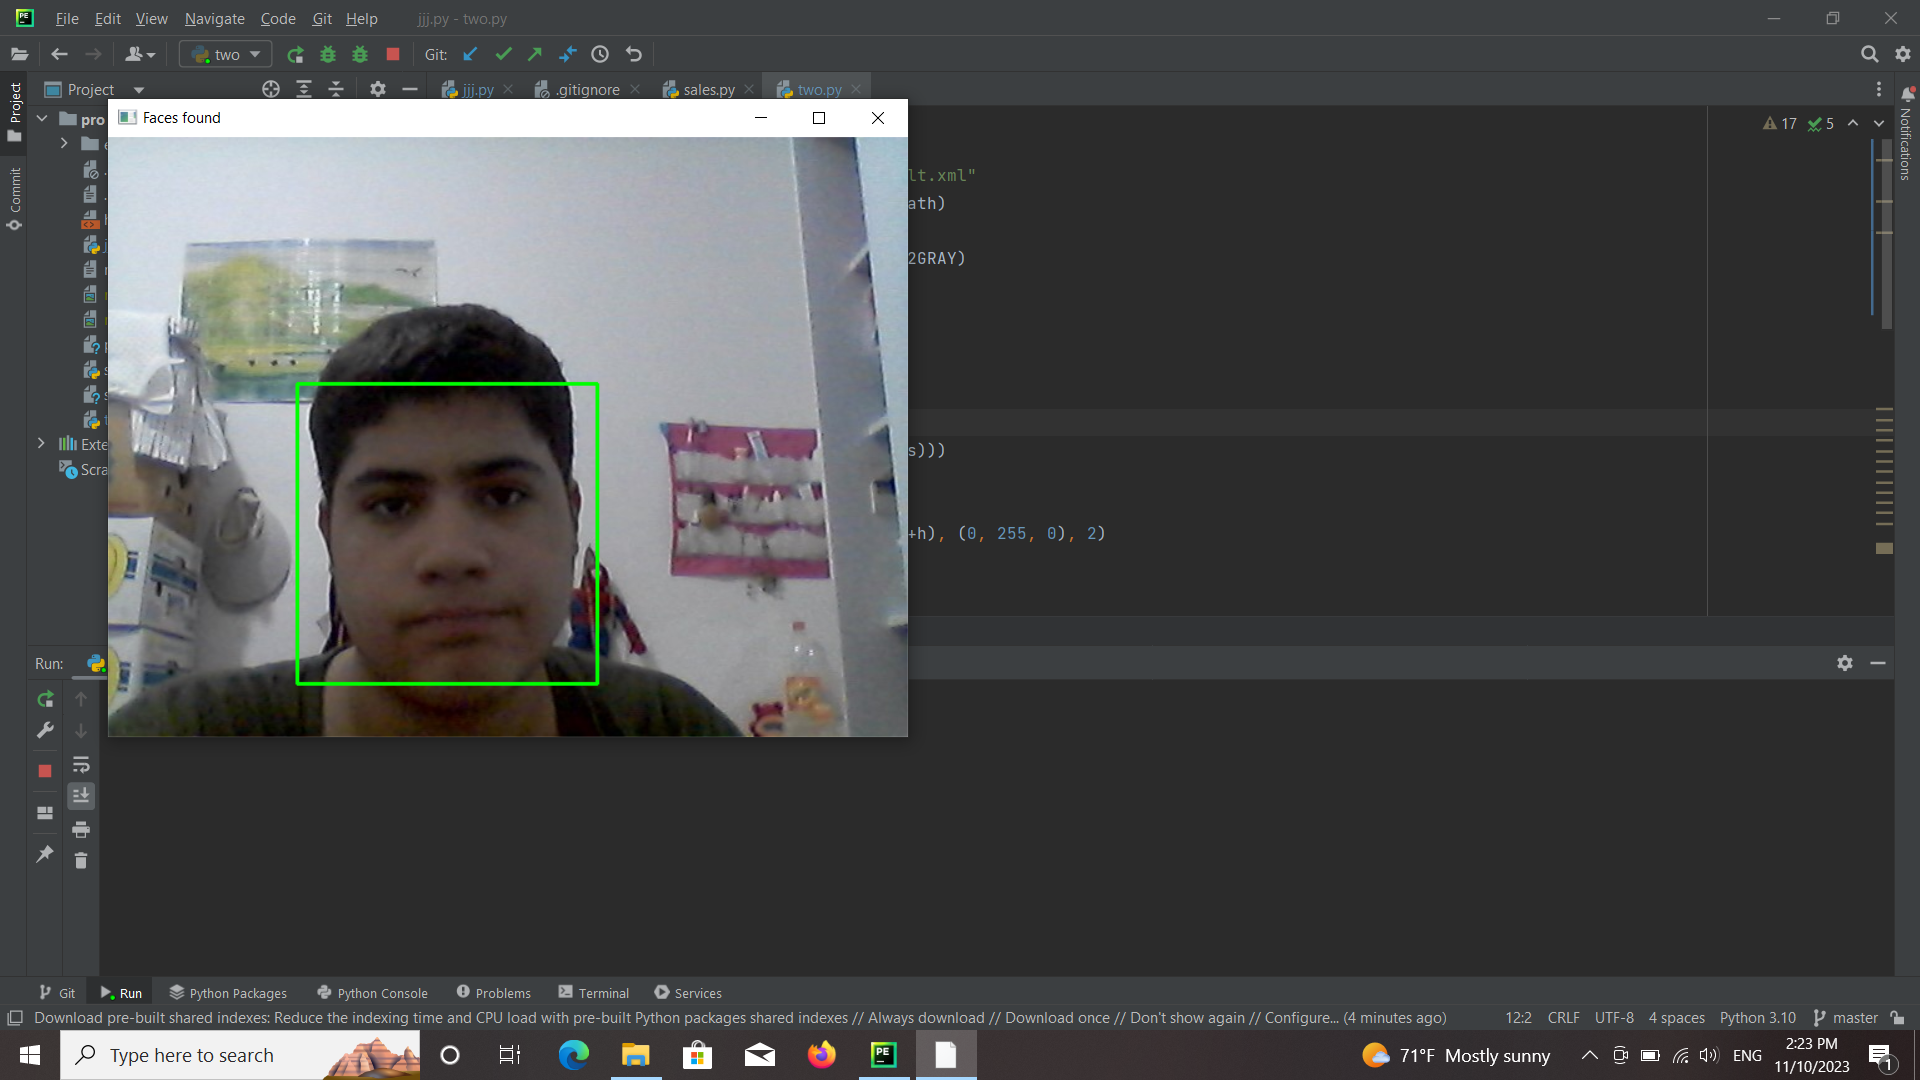 File Edit View Navigate Code Git Help jjj.py - two.py
two Git:
Project jjj.py .gitignore sales.py two.py
Project
Commit
Notifications
pro
Faces found
17 5
lt.xml"
ath)
2GRAY)
s)))
+h), (0, 255, 0), 2)
Exte
Scra
Run:
Git Run Python Packages Python Console Problems Terminal Services
Download pre-built shared indexes: Reduce the indexing time and CPU load with pre-built Python packages shared indexes // Always download // Download once // Don't show again // Configure... (4 minutes ago) 12:2 CRLF UTF-8 4 spaces Python 3.10 master
Type here to search
PE
71°F Mostly sunny
ENG
2:23 PM
11/10/2023
1